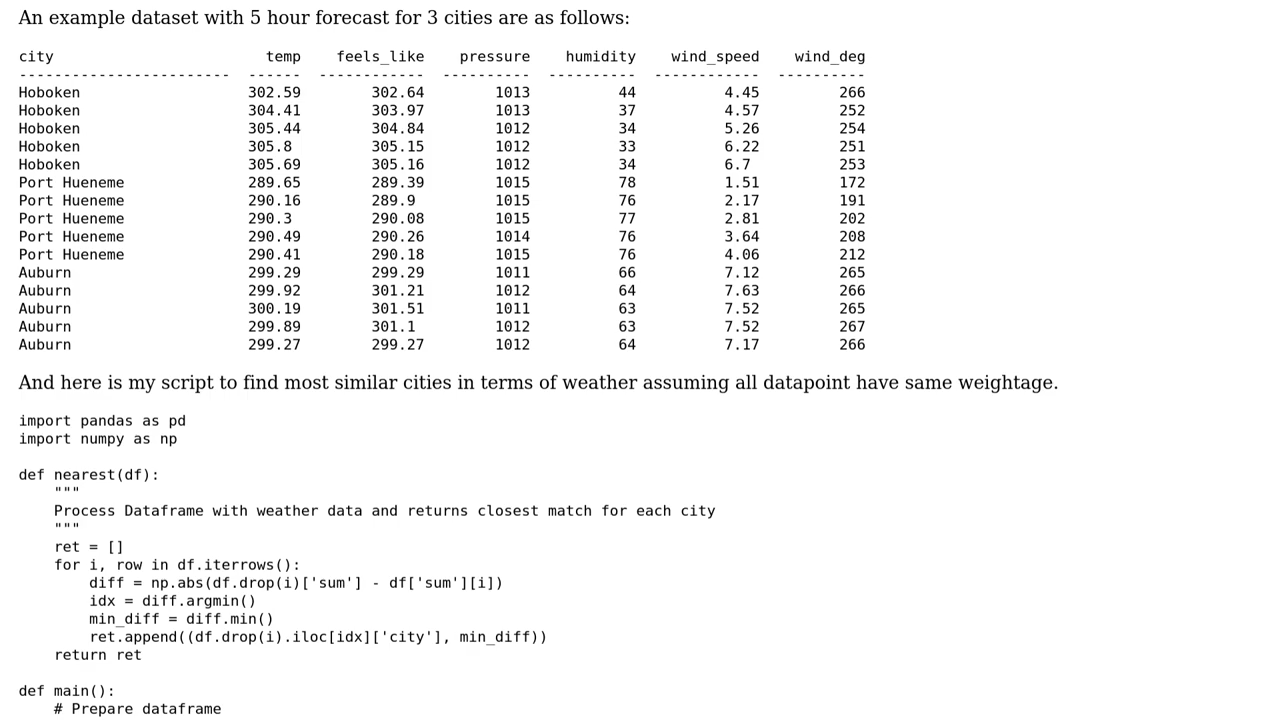 An example dataset with 5 hour forecast for 3 cities are as follows:
city                        temp    feels_like    pressure    humidity    wind_speed    wind_deg
------------------------  ------  ------------  ----------  ----------  ------------  ----------
Hoboken                   302.59        302.64        1013          44          4.45         266
Hoboken                   304.41        303.97        1013          37          4.57         252
Hoboken                   305.44        304.84        1012          34          5.26         254
Hoboken                   305.8         305.15        1012          33          6.22         251
Hoboken                   305.69        305.16        1012          34          6.7          253
Port Hueneme              289.65        289.39        1015          78          1.51         172
Port Hueneme              290.16        289.9         1015          76          2.17         191
Port Hueneme              290.3         290.08        1015          77          2.81         202
Port Hueneme              290.49        290.26        1014          76          3.64         208
Port Hueneme              290.41        290.18        1015          76          4.06         212
Auburn                    299.29        299.29        1011          66          7.12         265
Auburn                    299.92        301.21        1012          64          7.63         266
Auburn                    300.19        301.51        1011          63          7.52         265
Auburn                    299.89        301.1         1012          63          7.52         267
Auburn                    299.27        299.27        1012          64          7.17         266
And here is my script to find most similar cities in terms of weather assuming all datapoint have same weightage.
import pandas as pd
import numpy as np
def nearest(df):
    """
    Process Dataframe with weather data and returns closest match for each city
    """
    ret = []
    for i, row in df.iterrows():
        diff = np.abs(df.drop(i)['sum'] - df['sum'][i])
        idx = diff.argmin()
        min_diff = diff.min()
        ret.append((df.drop(i).iloc[idx]['city'], min_diff))
    return ret
def main():
    # Prepare dataframe